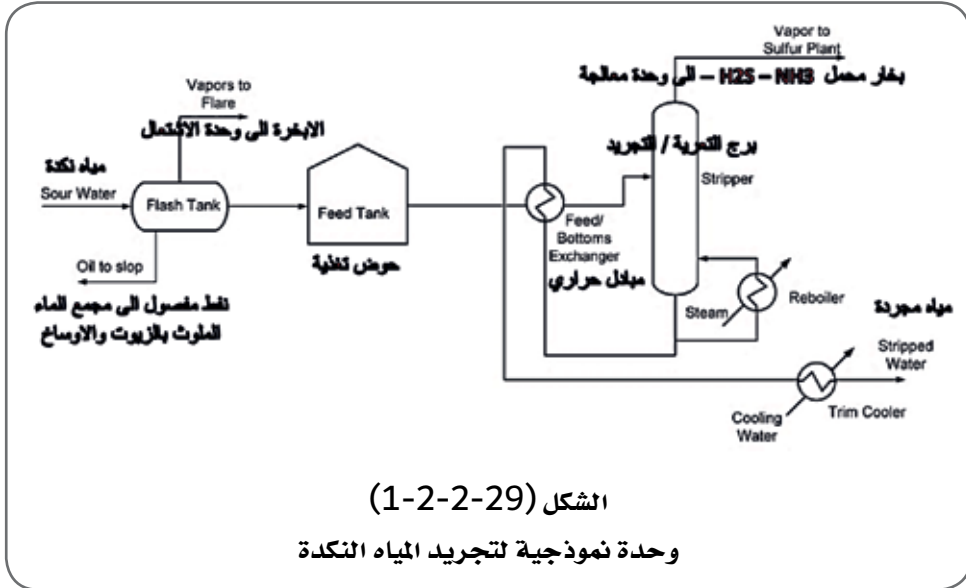 Vapor to
Sulfur Plant
بخار محمل H2S – NH3 – الى وحدة معالجة
Vapors to
Flare
الابخرة الى وحدة الاشتعال
برج التعرية / التجريد
Stripper
مياه نكدة
Sour Water
Flash Tank
Feed Tank
Feed/
Bottoms
Exchanger
مبادل حراري
حوض تغذية
Oil to slop
نفط مفصول الى مجمع الماء
الملوث بالزيوت والاوساخ
Steam
Reboiler
مياه مجردة
Stripped
Water
Cooling
Water
Trim Cooler
الشكل (29-2-2-1)
وحدة نموذجية لتجريد المياه النكدة